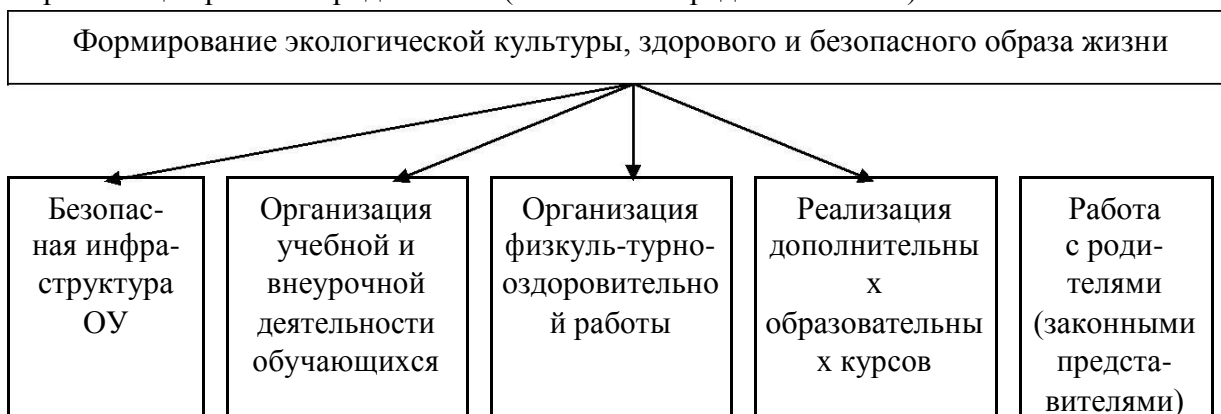 Формирование экологической культуры, здорового и безопасного образа жизни
Безопас-
ная инфра-
структура
ОУ
Организация
учебной и
внеурочной
деятельности
обучающихся
Организация
физкуль-турно-
оздоровительно
й работы
Реализация
дополнительны
х
образовательны
х курсов
Работа
с роди-
телями
(законными
предста-
вителями)